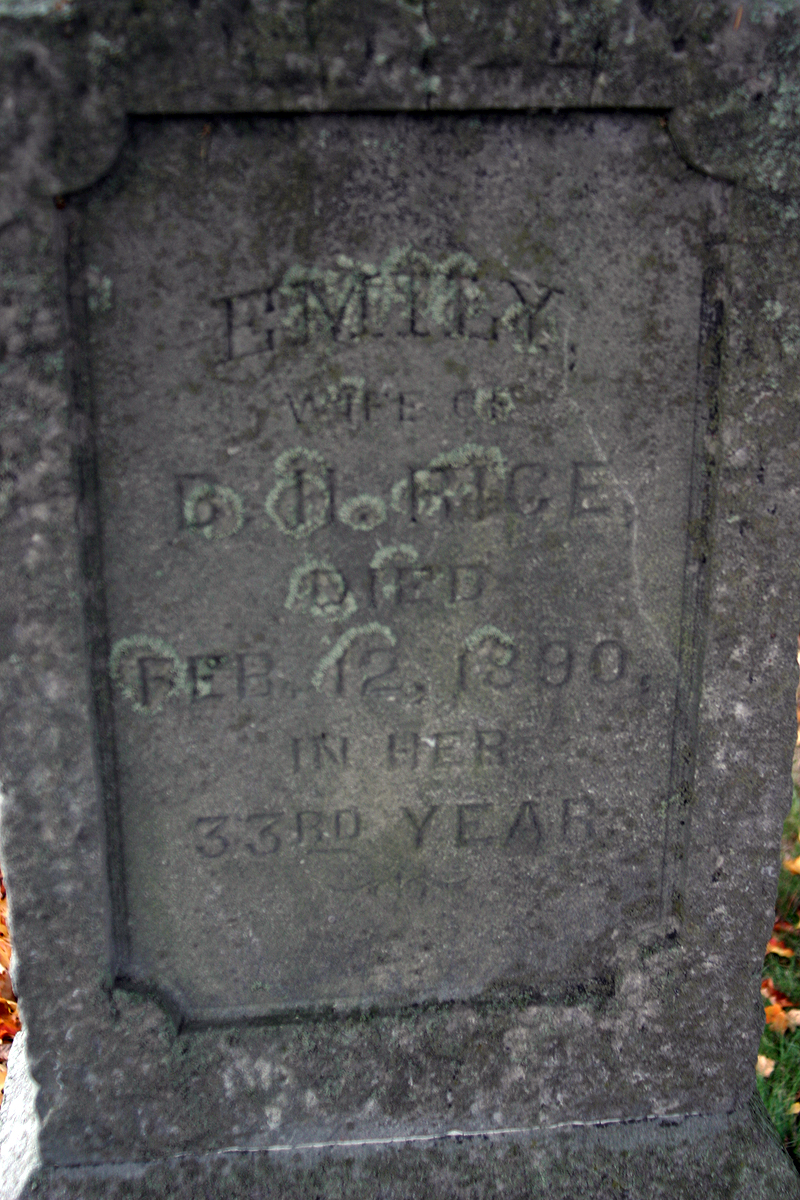 EMILY,
WIFE OF
D. H. RICE,
DIED
FEB. 12, 1890,
IN HER
33RD YEAR.